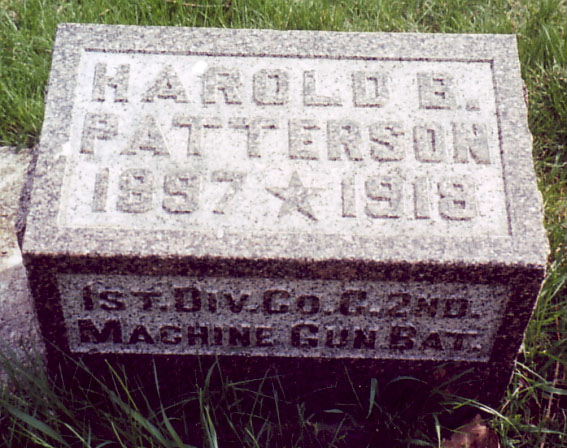 HAROLD B.
PATTERSON
1897 ★ 1918
1ST. DIV. CO. C. 2ND.
MACHINE GUN BAT.